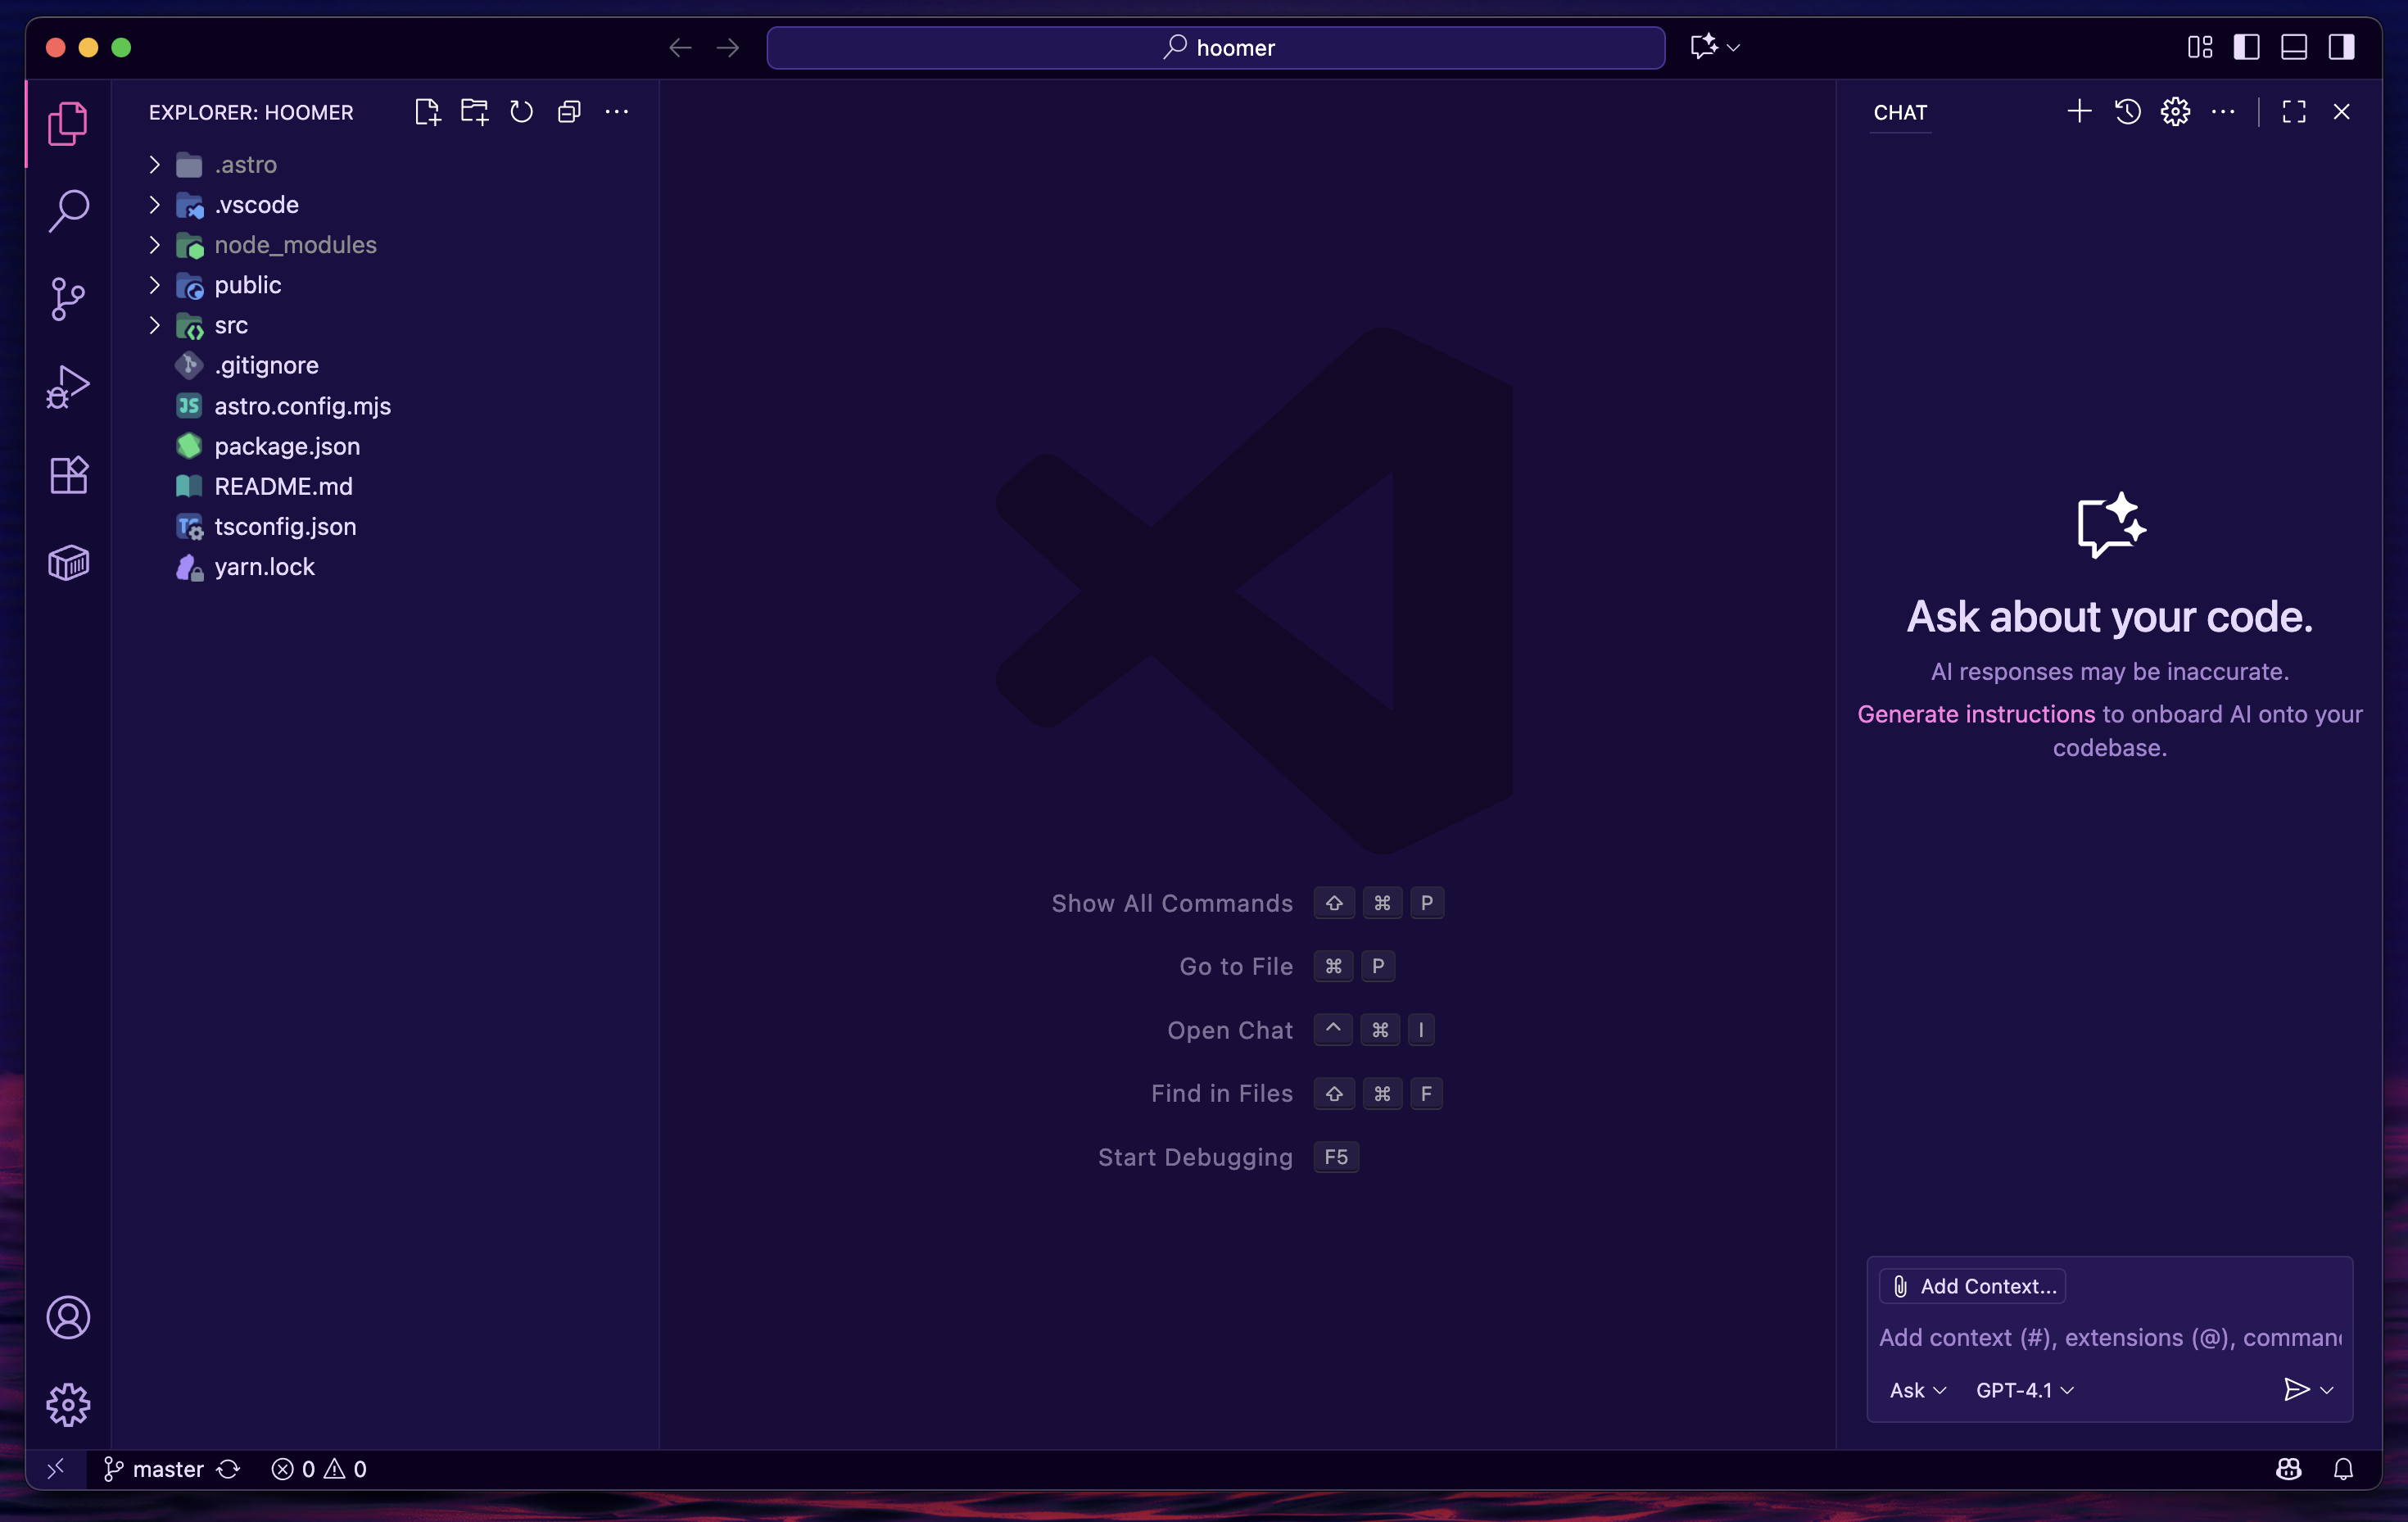 hoomer
EXPLORER: HOOMER
.astro
.vscode
node_modules
public
src
.gitignore
astro.config.mjs
package.json
README.md
tsconfig.json
yarn.lock
Show All Commands ⇧ ⌘ P
Go to File ⌘ P
Open Chat ^ ⌘ I
Find in Files ⇧ ⌘ F
Start Debugging F5
CHAT
Ask about your code.
AI responses may be inaccurate.
Generate instructions to onboard AI onto your
codebase.
Add Context...
Add context (#), extensions (@),
Ask GPT-4.1
master 0 0